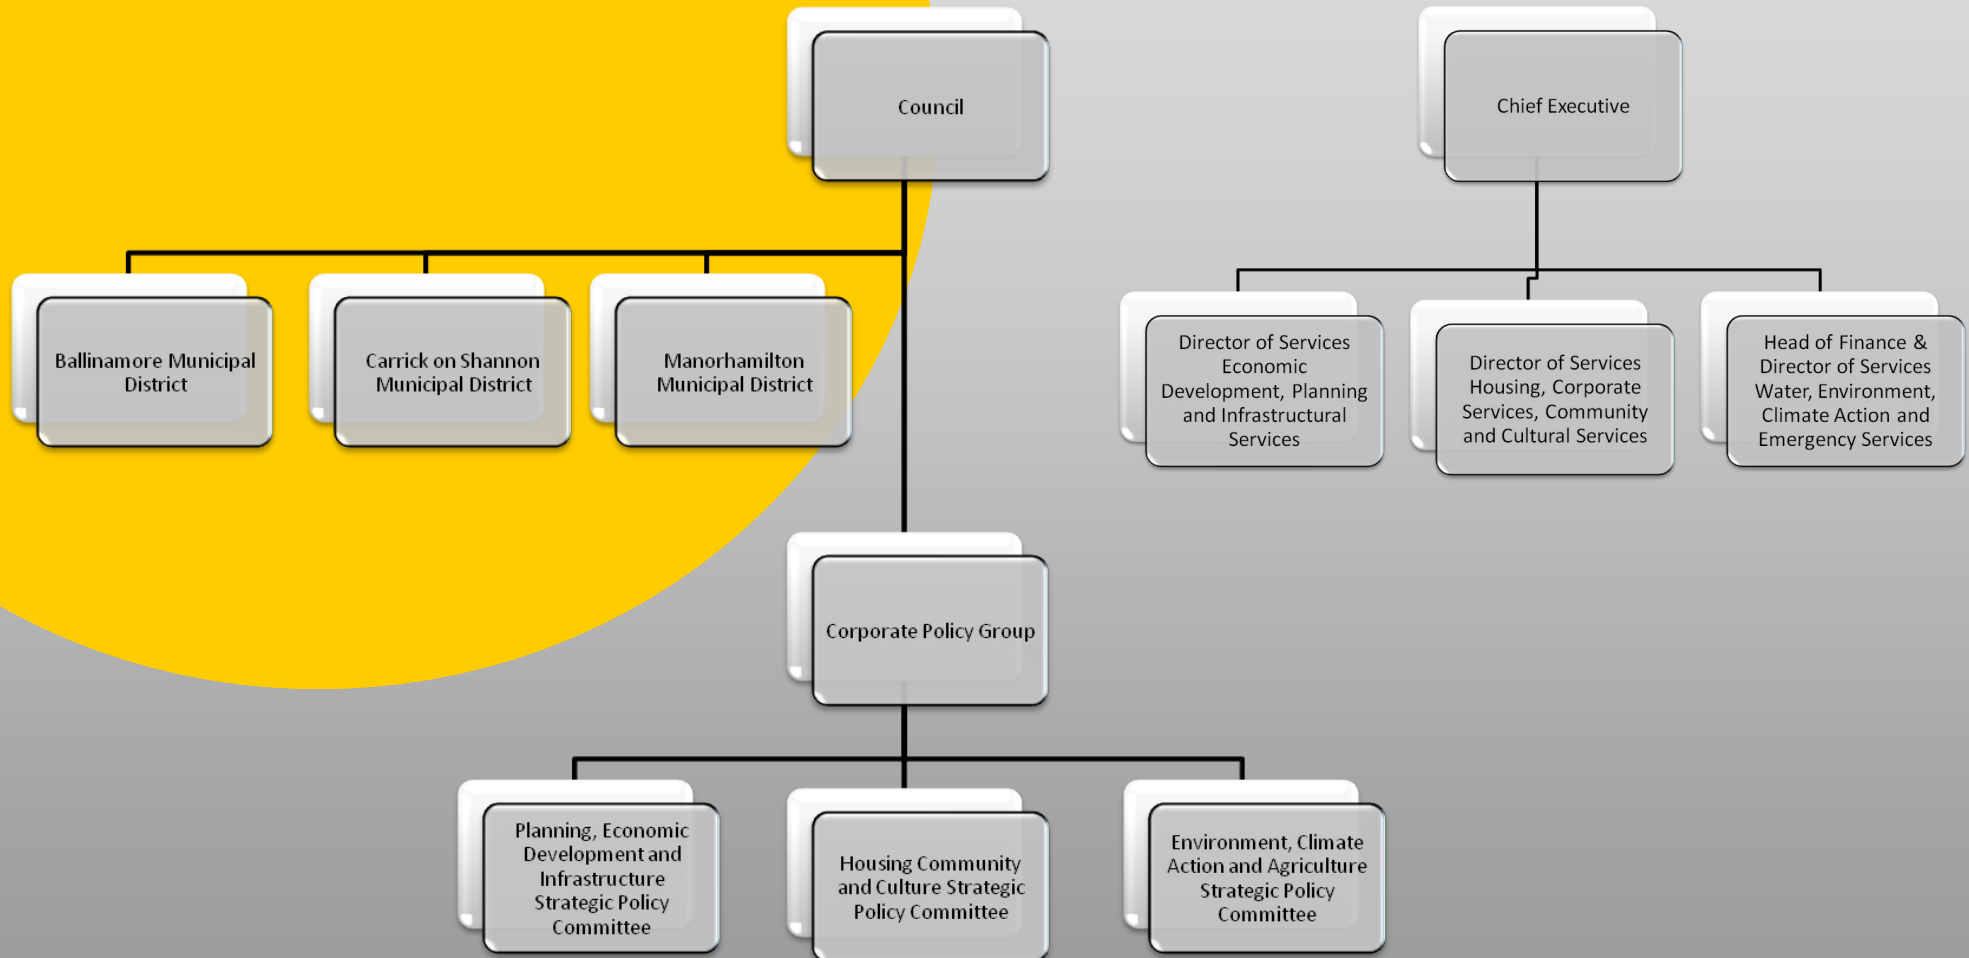 Council
Chief Executive
Ballinamore Municipal
District
Carrick on Shannon
Municipal District
Manorhamilton
Municipal District
Director of Services
Economic
Development, Planning
and Infrastructural
Services
Director of Services
Housing, Corporate
Services, Community
and Cultural Services
Head of Finance &
Director of Services
Water, Environment,
Climate Action and
Emergency Services
Corporate Policy Group
Planning, Economic
Development and
Infrastructure
Strategic Policy
Committee
Housing Community
and Culture Strategic
Policy Committee
Environment, Climate
Action and Agriculture
Strategic Policy
Committee